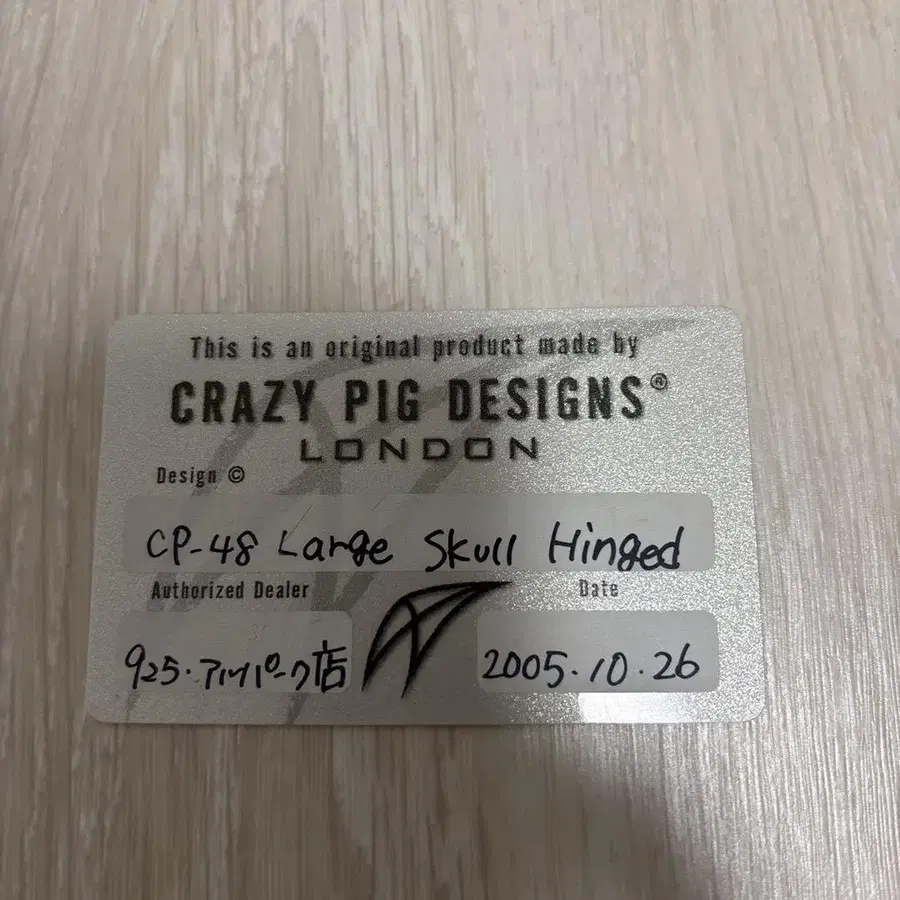 This is an original product made by
CRAZY PIG DESIGNS®
LONDON
Design ©
CP-48 Large Skull Hinged
Authorized Dealer
Date
925・アルパーク店
2005.10.26